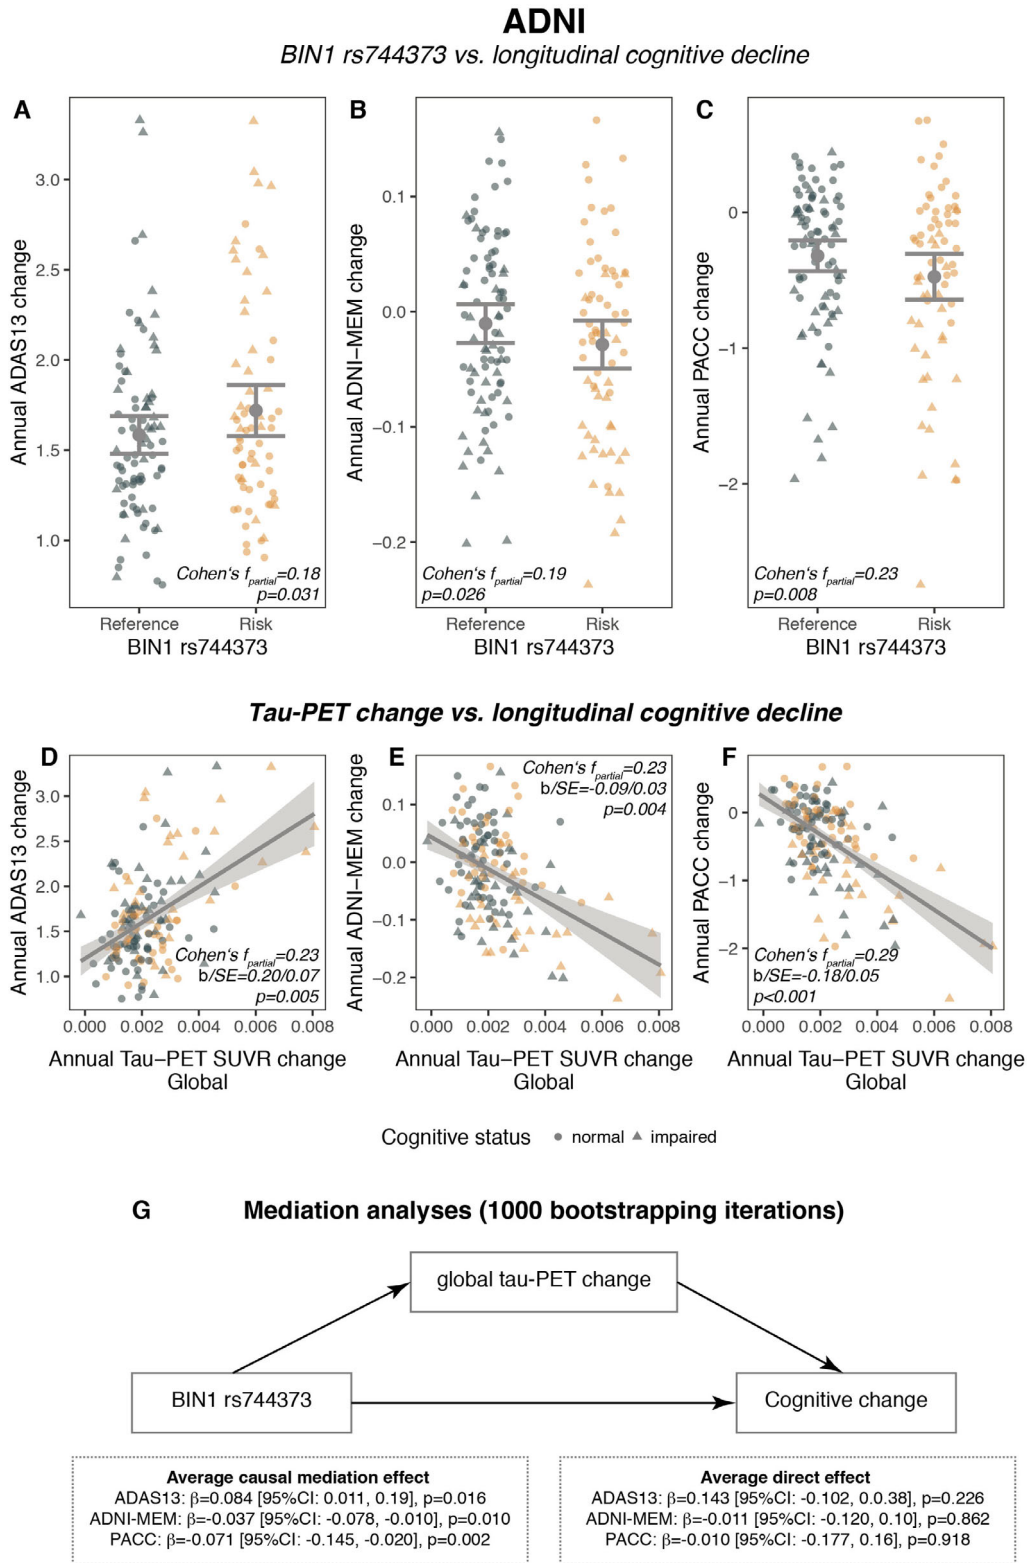 ADNI
BIN1 rs744373 vs. longitudinal cognitive decline
A
Annual ADAS13 change
3.0
2.5
2.0
1.5
1.0
Cohen's f partial=0.18
p=0.031
Reference Risk
BIN1 rs744373
B
Annual ADNI–MEM change
0.1
0.0
−0.1
−0.2
Cohen's f partial=0.19
p=0.026
Reference Risk
BIN1 rs744373
C
Annual PACC change
0
−1
−2
Cohen's f partial=0.23
p=0.008
Reference Risk
BIN1 rs744373
Tau-PET change vs. longitudinal cognitive decline
D
Annual ADAS13 change
3.0
2.5
2.0
1.5
1.0
Cohen's f partial=0.23
b/SE=0.20/0.07
p=0.005
0.000 0.002 0.004 0.006 0.008
Annual Tau–PET SUVR change
Global
E
Annual ADNI–MEM change
0.1
0.0
−0.1
−0.2
Cohen's f partial=0.23
b/SE=-0.09/0.03
p=0.004
0.000 0.002 0.004 0.006 0.008
Annual Tau–PET SUVR change
Global
F
Annual PACC change
0
−1
−2
Cohen's f partial=0.29
b/SE=-0.18/0.05
p<0.001
0.000 0.002 0.004 0.006 0.008
Annual Tau–PET SUVR change
Global
Cognitive status normal impaired
G Mediation analyses (1000 bootstrapping iterations)
global tau-PET change
BIN1 rs744373
Cognitive change
Average causal mediation effect
ADAS13: β=0.084 [95%CI: 0.011, 0.19], p=0.016
ADNI-MEM: β=-0.037 [95%CI: -0.078, -0.010], p=0.010
PACC: β=-0.071 [95%CI: -0.145, -0.020], p=0.002
Average direct effect
ADAS13: β=0.143 [95%CI: -0.102, 0.0.38], p=0.226
ADNI-MEM: β=-0.011 [95%CI: -0.120, 0.10], p=0.862
PACC: β=-0.010 [95%CI: -0.177, 0.16], p=0.918